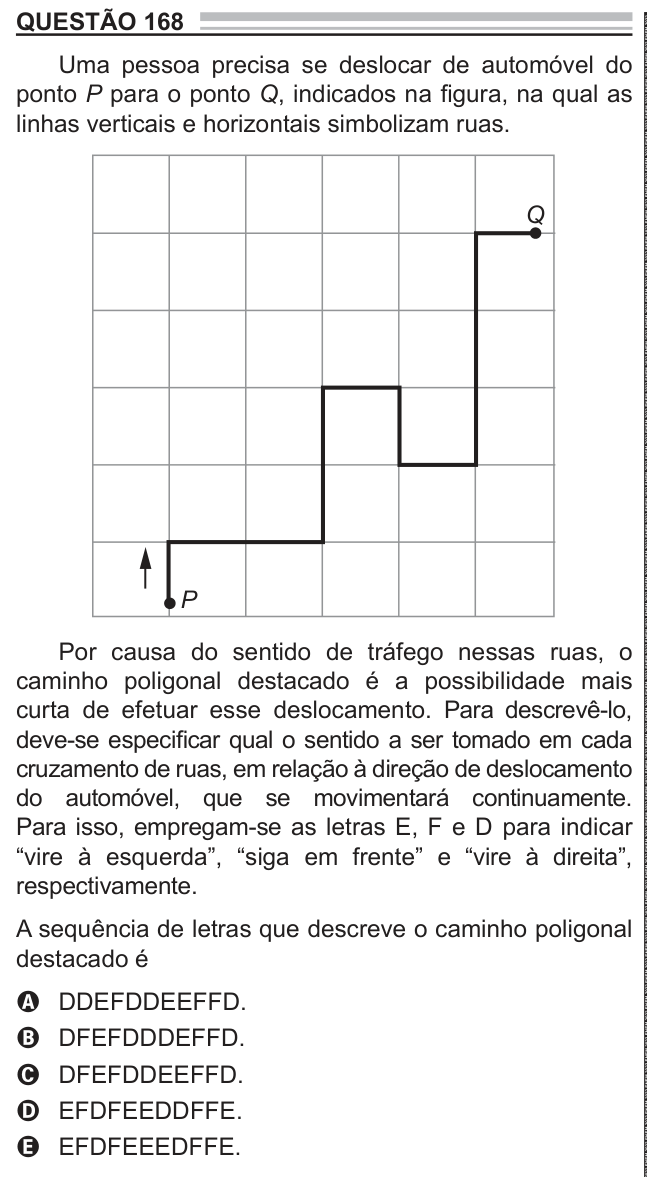 QUESTÃO 168
Uma pessoa precisa se deslocar de automóvel do
ponto P para o ponto Q, indicados na figura, na qual as
linhas verticais e horizontais simbolizam ruas.
Q
P
Por causa do sentido de tráfego nessas ruas, o
caminho poligonal destacado é a possibilidade mais
curta de efetuar esse deslocamento. Para descrevê-lo,
deve-se especificar qual o sentido a ser tomado em cada
cruzamento de ruas, em relação à direção de deslocamento
do automóvel, que se movimentará continuamente.
Para isso, empregam-se as letras E, F e D para indicar
“vire à esquerda”, “siga em frente” e “vire à direita”,
respectivamente.
A sequência de letras que descreve o caminho poligonal
destacado é
A DDEFDDEEFFD.
B DFEFDDDEFFD.
C DFEFDDEEFFD.
D EFDFEEDDFFE.
E EFDFEEEDFFE.